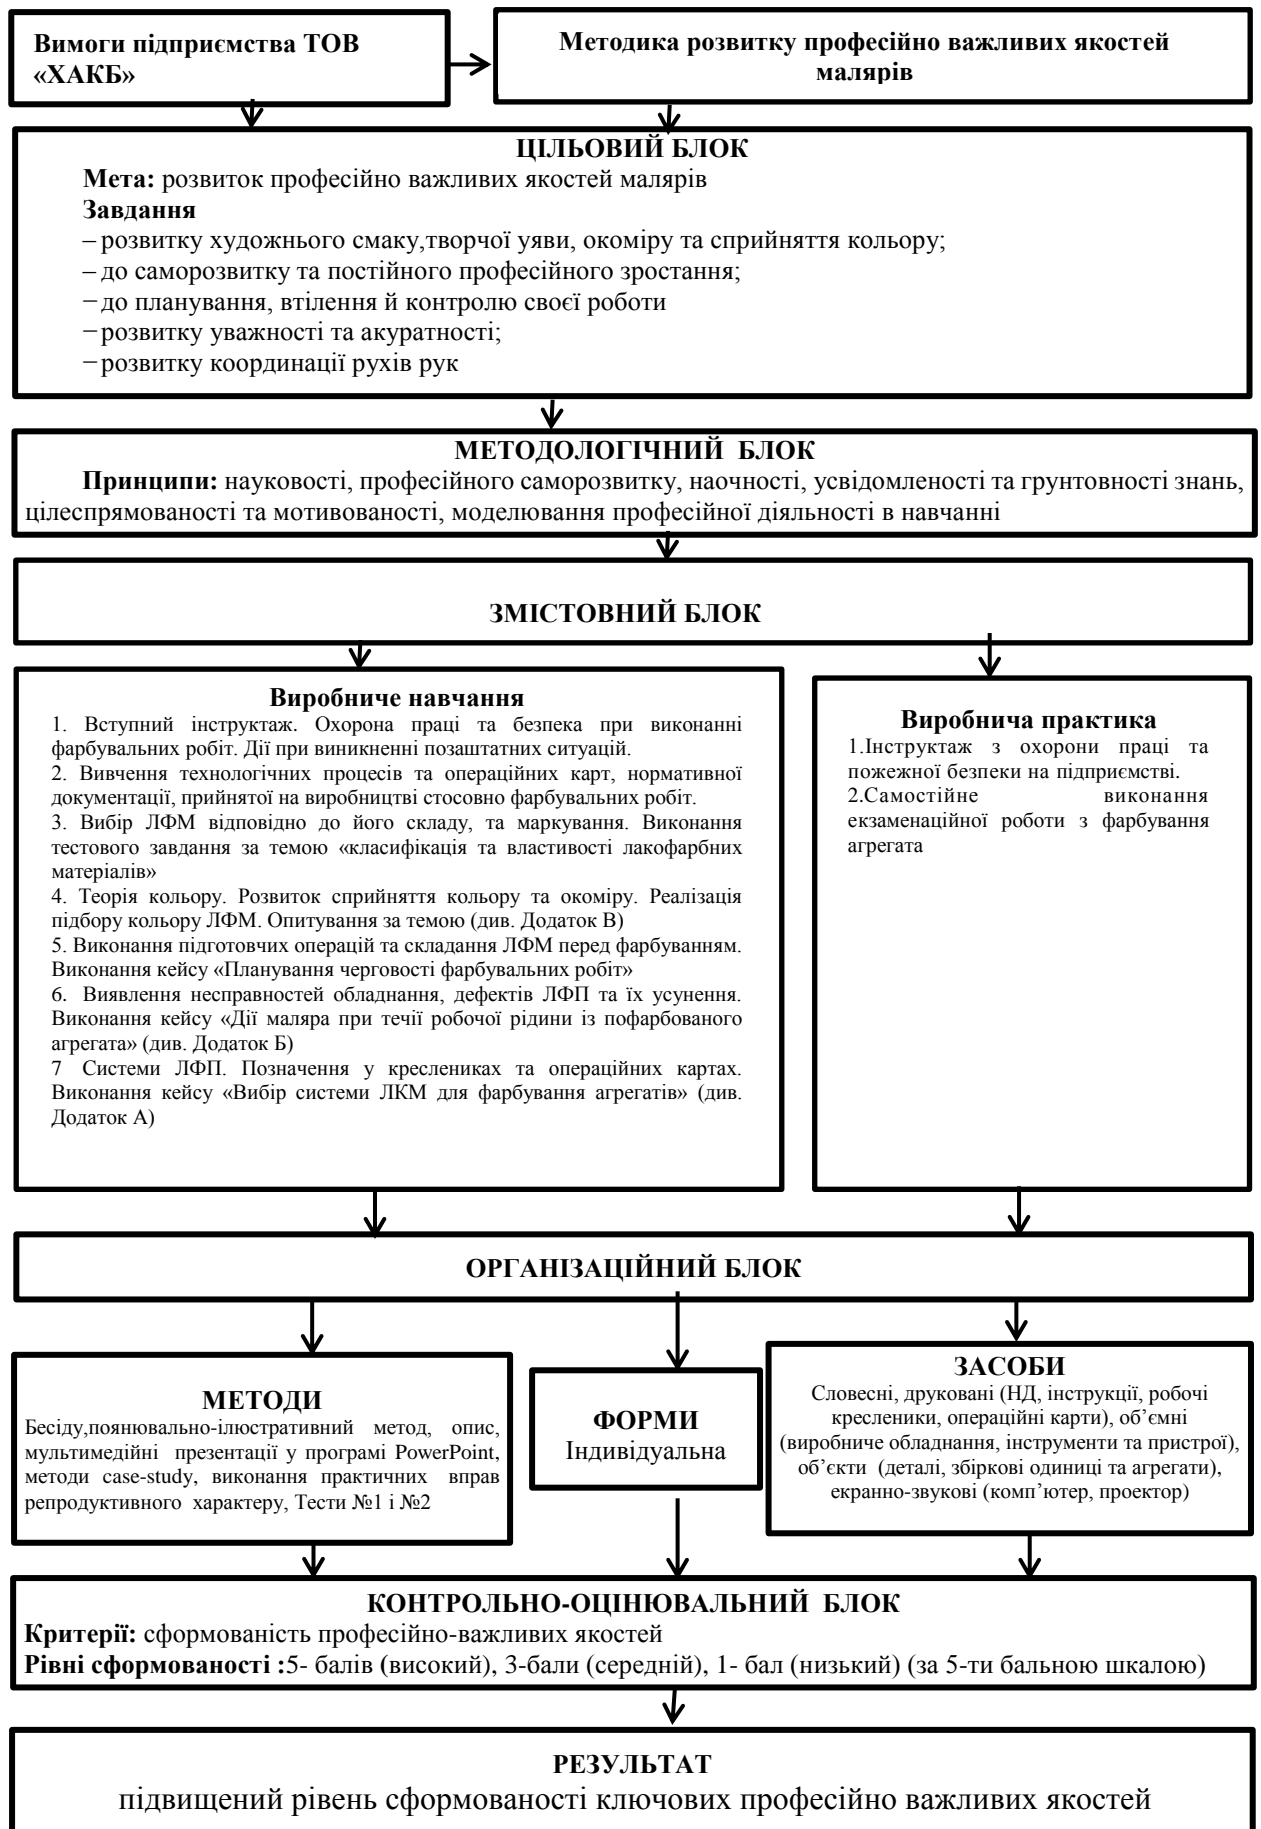 Вимоги підприємства ТОВ
«ХАКБ»
Методика розвитку професійно важливих якостей
малярів
ЦІЛЬОВИЙ БЛОК
Мета: розвиток професійно важливих якостей малярів
Завдання
– розвитку художнього смаку,творчої уяви, окоміру та сприйняття кольору;
– до саморозвитку та постійного професійного зростання;
– до планування, втілення й контролю своєї роботи
– розвитку уважності та акуратності;
– розвитку координації рухів рук
МЕТОДОЛОГІЧНИЙ БЛОК
Принципи: науковості, професійного саморозвитку, наочності, усвідомленості та грунтовності знань,
цілеспрямованості та мотивованості, моделювання професійної діяльності в навчанні
ЗМІСТОВНИЙ БЛОК
Виробниче навчання
1. Вступний інструктаж. Охорона праці та безпека при виконанні
фарбувальних робіт. Дії при виникненні позаштатних ситуацій.
2. Вивчення технологічних процесів та операційних карт, нормативної
документації, прийнятої на виробництві стосовно фарбувальних робіт.
3. Вибір ЛФМ відповідно до його складу, та маркування. Виконання
тестового завдання за темою «класифікація та властивості лакофарбних
матеріалів»
4. Теорія кольору. Розвиток сприйняття кольору та окоміру. Реалізація
підбору кольору ЛФМ. Опитування за темою (див. Додаток В)
5. Виконання підготовчих операцій та складання ЛФМ перед фарбуванням.
Виконання кейсу «Планування черговості фарбувальних робіт»
6. Виявлення несправностей обладнання, дефектів ЛФП та їх усунення.
Виконання кейсу «Дії маляра при течії робочої рідини із пофарбованого
агрегата» (див. Додаток Б)
7 Системи ЛФП. Позначення у креслениках та операційних картах.
Виконання кейсу «Вибір системи ЛКМ для фарбування агрегатів» (див.
Додаток А)
Виробнича практика
1.Інструктаж з охорони праці та
пожежної безпеки на підприємстві.
2.Самостійне виконання
екзаменаційної роботи з фарбування
агрегата
ОРГАНІЗАЦІЙНИЙ БЛОК
МЕТОДИ
Бесіду,поянювально-ілюстративний метод, опис,
мультимедійні презентації у програмі PowerPoint,
методи case-study, виконання практичних вправ
репродуктивного характеру, Тести №1 і №2
ФОРМИ
Індивідуальна
ЗАСОБИ
Словесні, друковані (НД, інструкції, робочі
кресленики, операційні карти), об’ємні
(виробниче обладнання, інструменти та пристрої),
об’єкти (деталі, збіркові одиниці та агрегати),
екранно-звукові (комп’ютер, проектор)
КОНТРОЛЬНО-ОЦІНЮВАЛЬНИЙ БЛОК
Критерії: сформованість професійно-важливих якостей
Рівні сформованості :5- балів (високий), 3-бали (середній), 1- бал (низький) (за 5-ти бальною шкалою)
РЕЗУЛЬТАТ
підвищений рівень сформованості ключових професійно важливих якостей